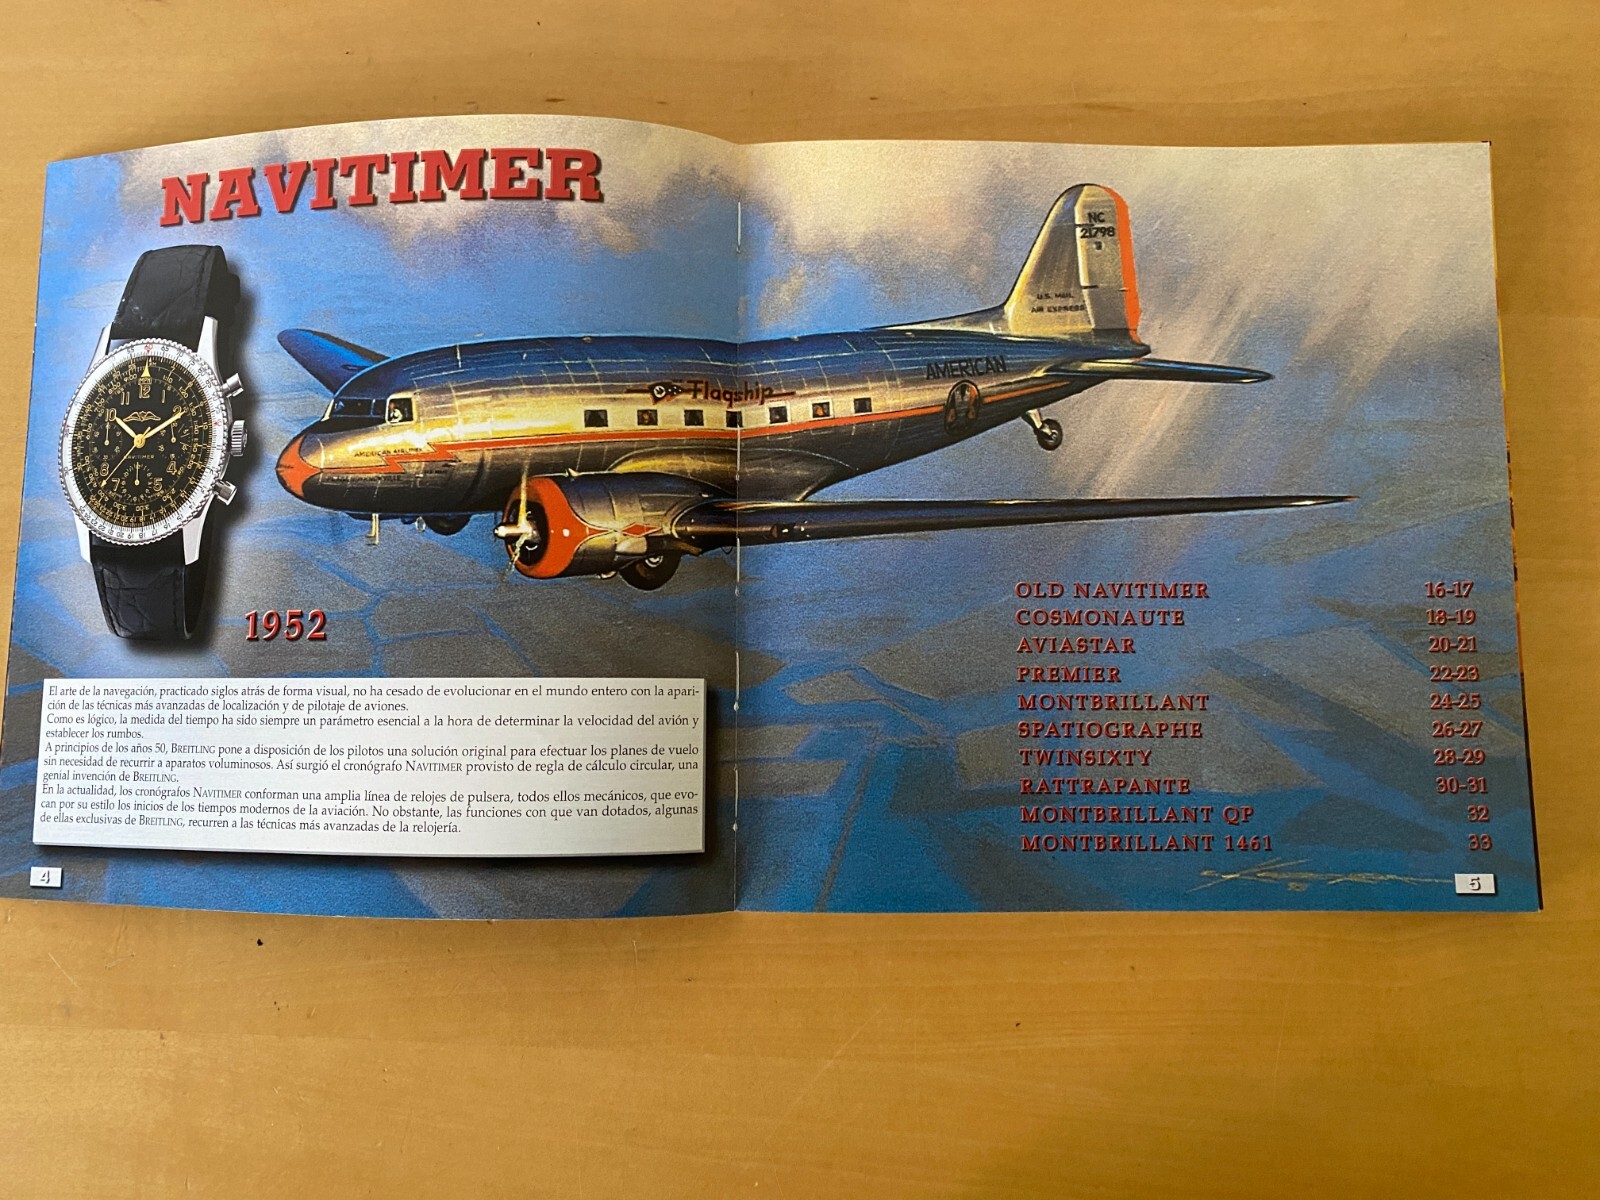 NAVITIMER
1952
El arte de la navegación, practicado siglos atrás de forma visual, no ha cesado de evolucionar en el mundo entero con la apari-
ción de las técnicas más avanzadas de localización y de pilotaje de aviones.
Como es lógico, la medida del tiempo ha sido siempre un parámetro esencial a la hora de determinar la velocidad del avión y
establecer los rumbos.
A principios de los años 50, BREITLING pone a disposición de los pilotos una solución original para efectuar los planes de vuelo
sin necesidad de recurrir a aparatos voluminosos. Así surgió el cronógrafo NAVITIMER provisto de regla de cálculo circular, una
genial invención de BREITLING.
En la actualidad, los cronógrafos NAVITIMER conforman una amplia línea de relojes de pulsera, todos ellos mecánicos, que evo-
can por su estilo los inicios de los tiempos modernos de la aviación. No obstante, las funciones con que van dotados, algunas
de ellas exclusivas de BREITLING, recurren a las técnicas más avanzadas de la relojería.
4
NC
21798
U.S. MAIL
AIR EXPRESS
AMERICAN
Flagship
AMERICAN AIRLINES
OLD NAVITIMER 16-17
COSMONAUTE 18-19
AVIASTAR 20-21
PREMIER 22-23
MONTBRILLANT 24-25
SPATIOGRAPHE 26-27
TWINSIXTY 28-29
RATTRAPANTE 30-31
MONTBRILLANT QP 32
MONTBRILLANT 1461 33
5